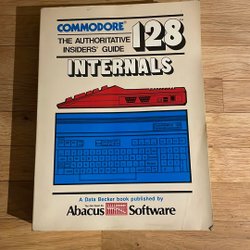 COMMODORE®
128
THE AUTHORITATIVE
INSIDERS' GUIDE
INTERNALS
A Data Becker book published by
Abacus Software